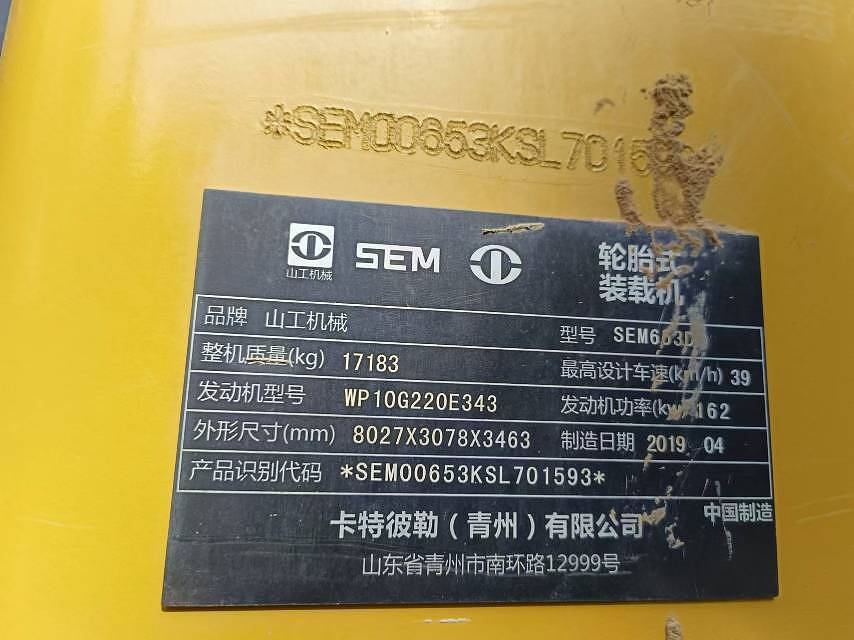 *SEM00653KSL7015
山工机械 SEM 轮胎式
装载机
品牌 山工机械 型号 SEM653D
整机质量(kg) 17183 最高设计车速(km/h) 39
发动机型号 WP10G220E343 发动机功率(kw) 162
外形尺寸(mm) 8027X3078X3463 制造日期 2019 04
产品识别代码 *SEM00653KSL701593*
卡特彼勒（青州）有限公司 中国制造
山东省青州市南环路12999号